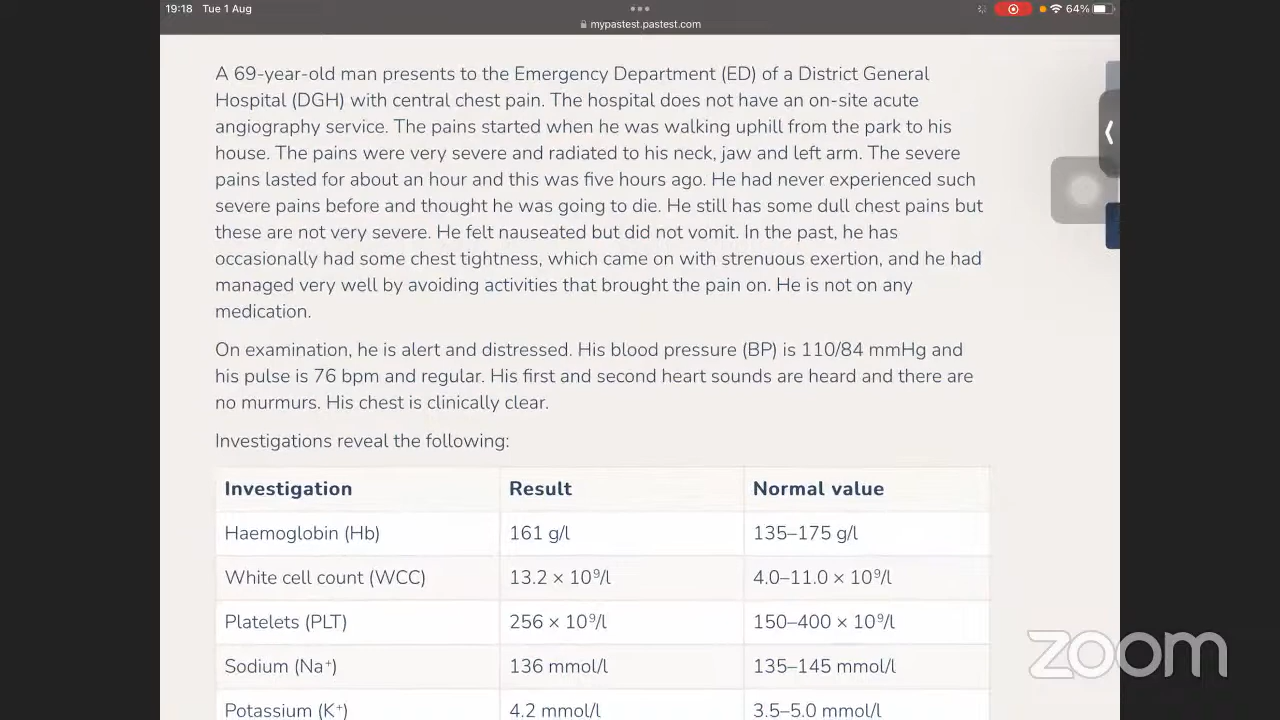 19:18 Tue 1 Aug
64%
mypastest.pastest.com
A 69-year-old man presents to the Emergency Department (ED) of a District General
Hospital (DGH) with central chest pain. The hospital does not have an on-site acute
angiography service. The pains started when he was walking uphill from the park to his
house. The pains were very severe and radiated to his neck, jaw and left arm. The severe
pains lasted for about an hour and this was five hours ago. He had never experienced such
severe pains before and thought he was going to die. He still has some dull chest pains but
these are not very severe. He felt nauseated but did not vomit. In the past, he has
occasionally had some chest tightness, which came on with strenuous exertion, and he had
managed very well by avoiding activities that brought the pain on. He is not on any
medication.
On examination, he is alert and distressed. His blood pressure (BP) is 110/84 mmHg and
his pulse is 76 bpm and regular. His first and second heart sounds are heard and there are
no murmurs. His chest is clinically clear.
Investigations reveal the following:
Investigation Result Normal value
Haemoglobin (Hb) 161 g/l 135–175 g/l
White cell count (WCC) 13.2 × 10⁹/l 4.0–11.0 × 10⁹/l
Platelets (PLT) 256 × 10⁹/l 150–400 × 10⁹/l
Sodium (Na⁺) 136 mmol/l 135–145 mmol/l
Potassium (K⁺) 4.2 mmol/l 3.5–5.0 mmol/l
zoom